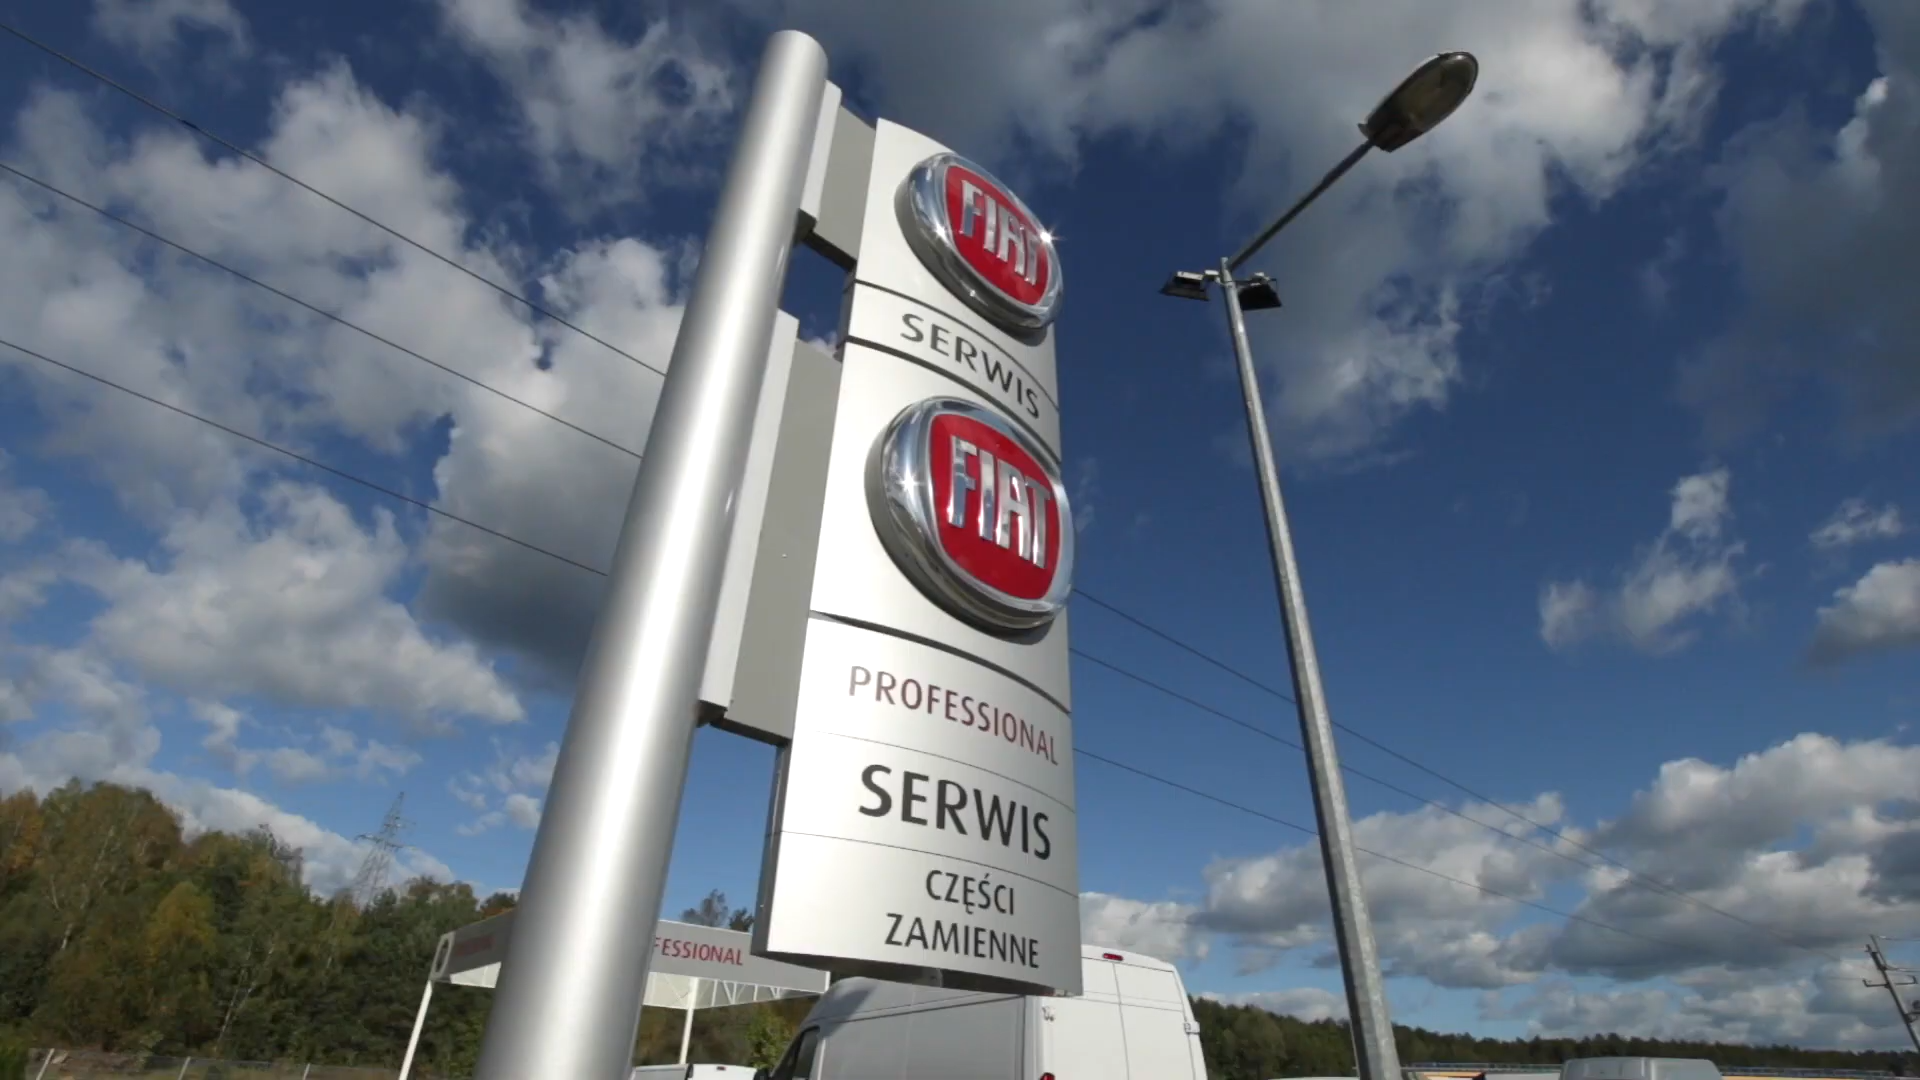 FIAT
SERWIS
FIAT
PROFESSIONAL
SERWIS
CZĘŚCI
ZAMIENNE
FESSIONAL